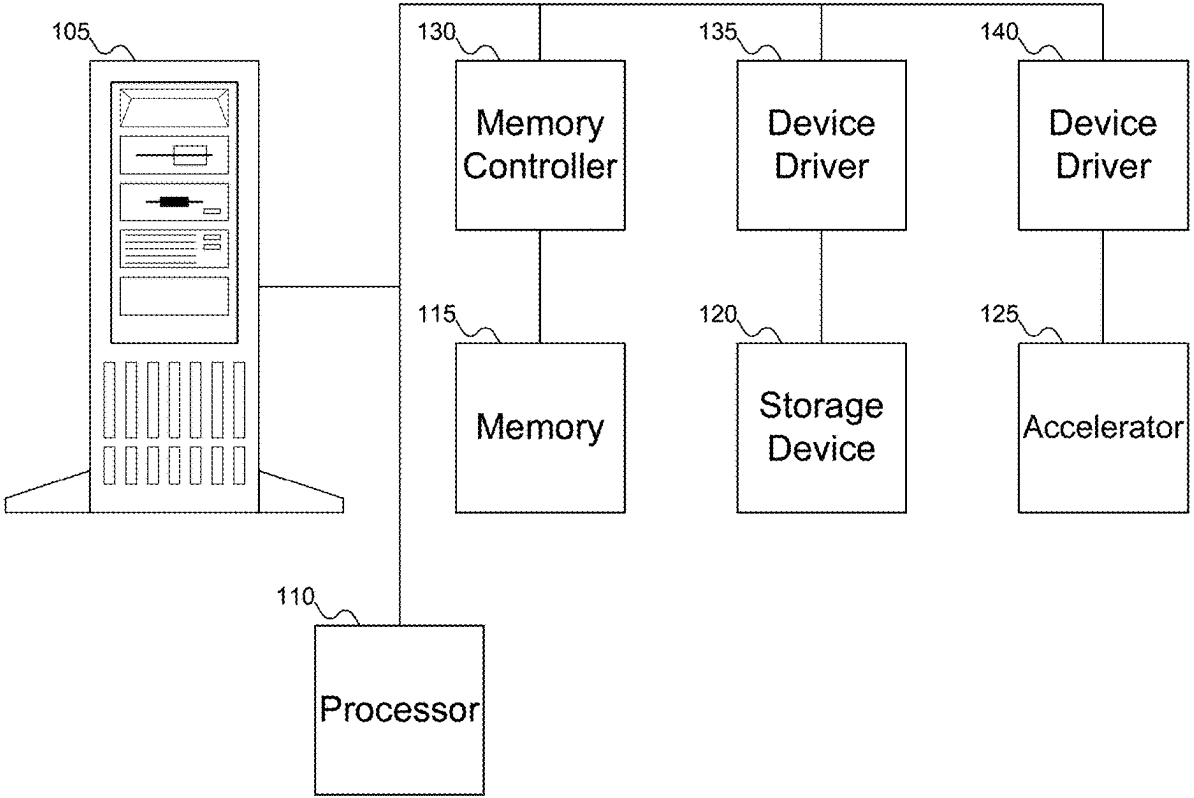 105
130
135
140
Memory
Controller
Device
Driver
Device
Driver
115
120
125
Memory
Storage
Device
Accelerator
110
Processor